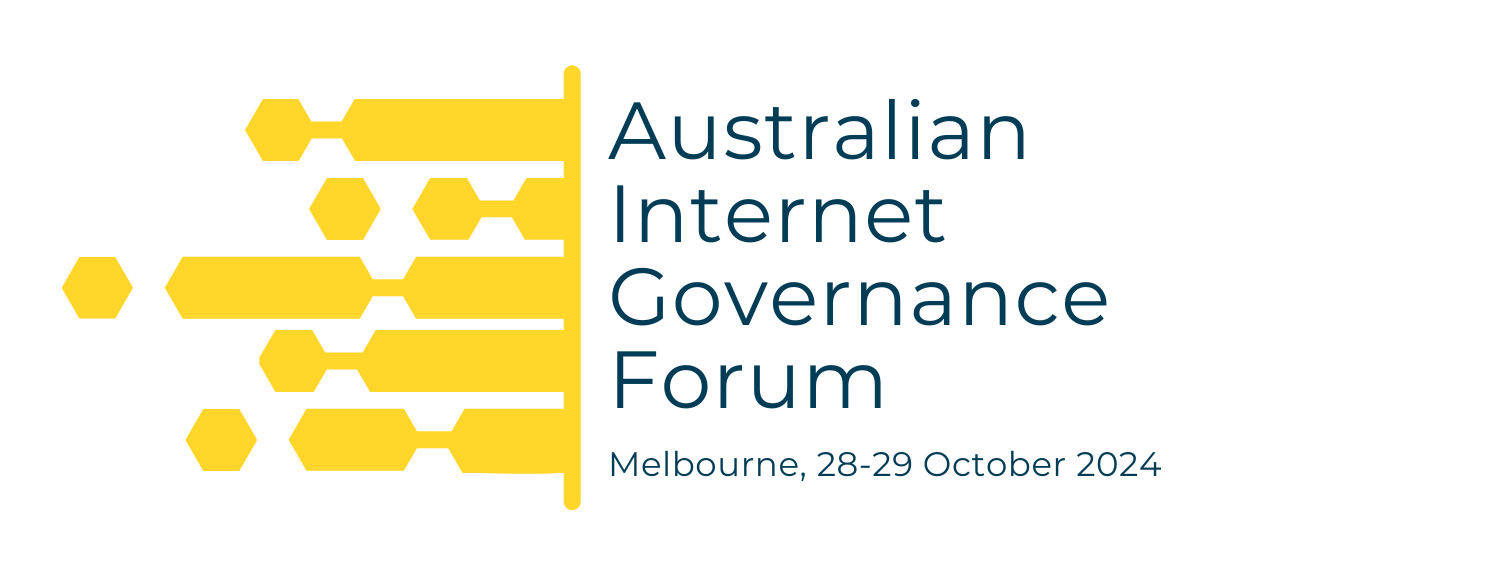 Australian
Internet
Governance
Forum
Melbourne, 28-29 October 2024